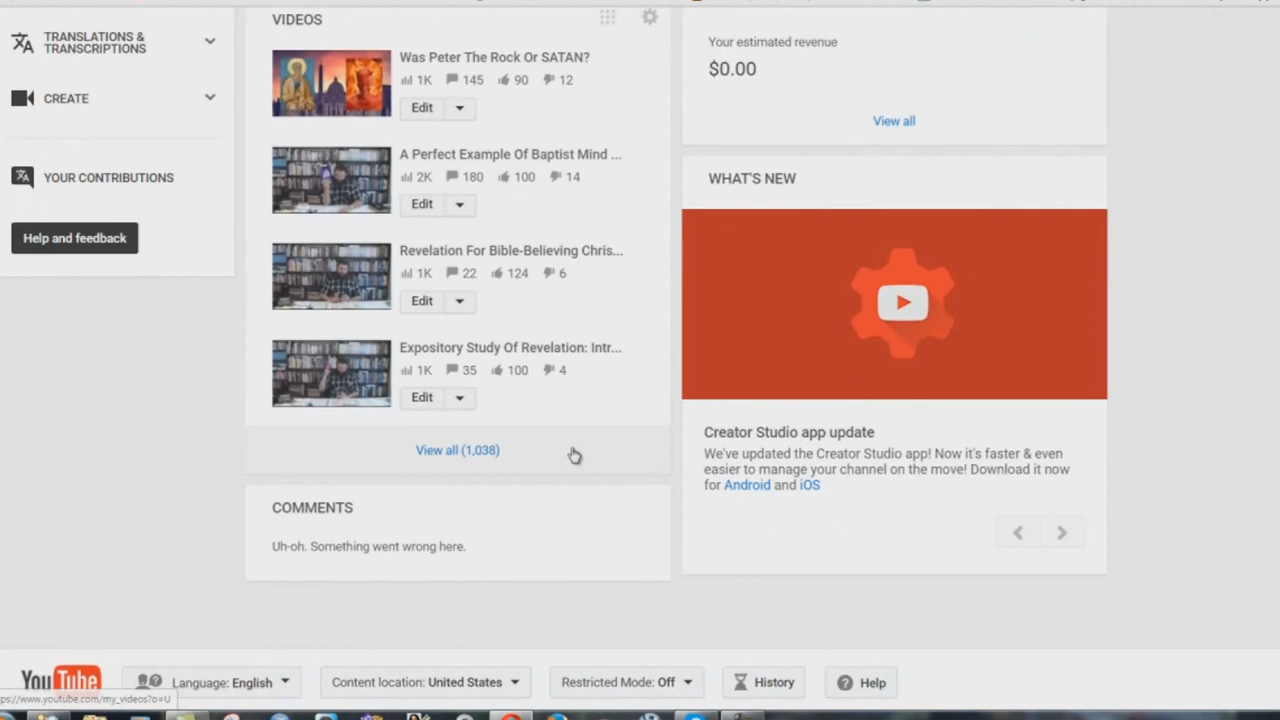 TRANSLATIONS &
TRANSCRIPTIONS
CREATE
YOUR CONTRIBUTIONS
Help and feedback
VIDEOS
Was Peter The Rock Or SATAN?
1K 145 90 12
Edit
A Perfect Example Of Baptist Mind ...
2K 180 100 14
Edit
Revelation For Bible-Believing Chris...
1K 22 124 6
Edit
Expository Study Of Revelation: Intr...
1K 35 100 4
Edit
View all (1,038)
COMMENTS
Uh-oh. Something went wrong here.
Your estimated revenue
$0.00
View all
WHAT'S NEW
Creator Studio app update
We've updated the Creator Studio app! Now it's faster & even
easier to manage your channel on the move! Download it now
for Android and iOS
YouTube
Language: English
Content location: United States
Restricted Mode: Off
History
Help
ps://www.youtube.com/my_videos?o=U